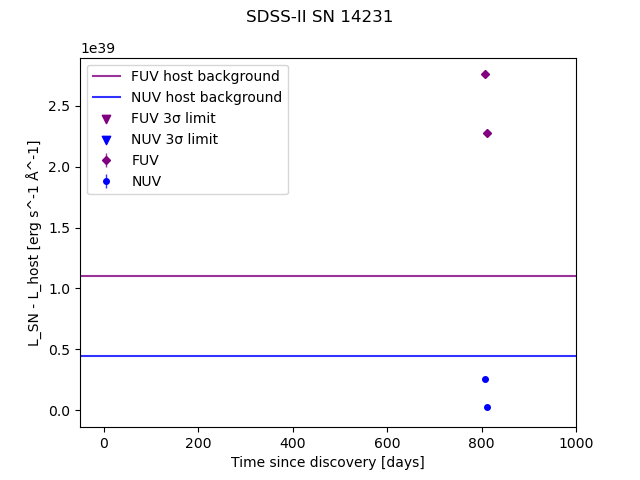 SDSS-II SN 14231
1e39
FUV host background
NUV host background
FUV 3σ limit
NUV 3σ limit
FUV
NUV
2.5
2.0
1.5
1.0
0.5
0.0
L_SN - L_host [erg s^-1 Å^-1]
0 200 400 600 800 1000
Time since discovery [days]